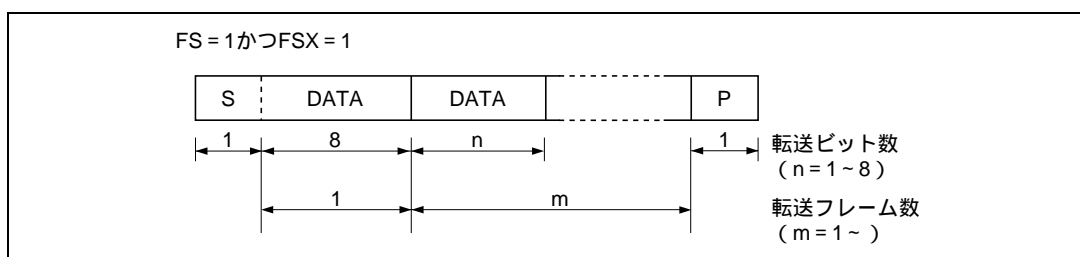 FS = 1かつFSX = 1
S DATA DATA P
1 8 n 1 転送ビット数
（n = 1 ~ 8 ）
1 m 転送フレーム数
（m = 1 ~ ）